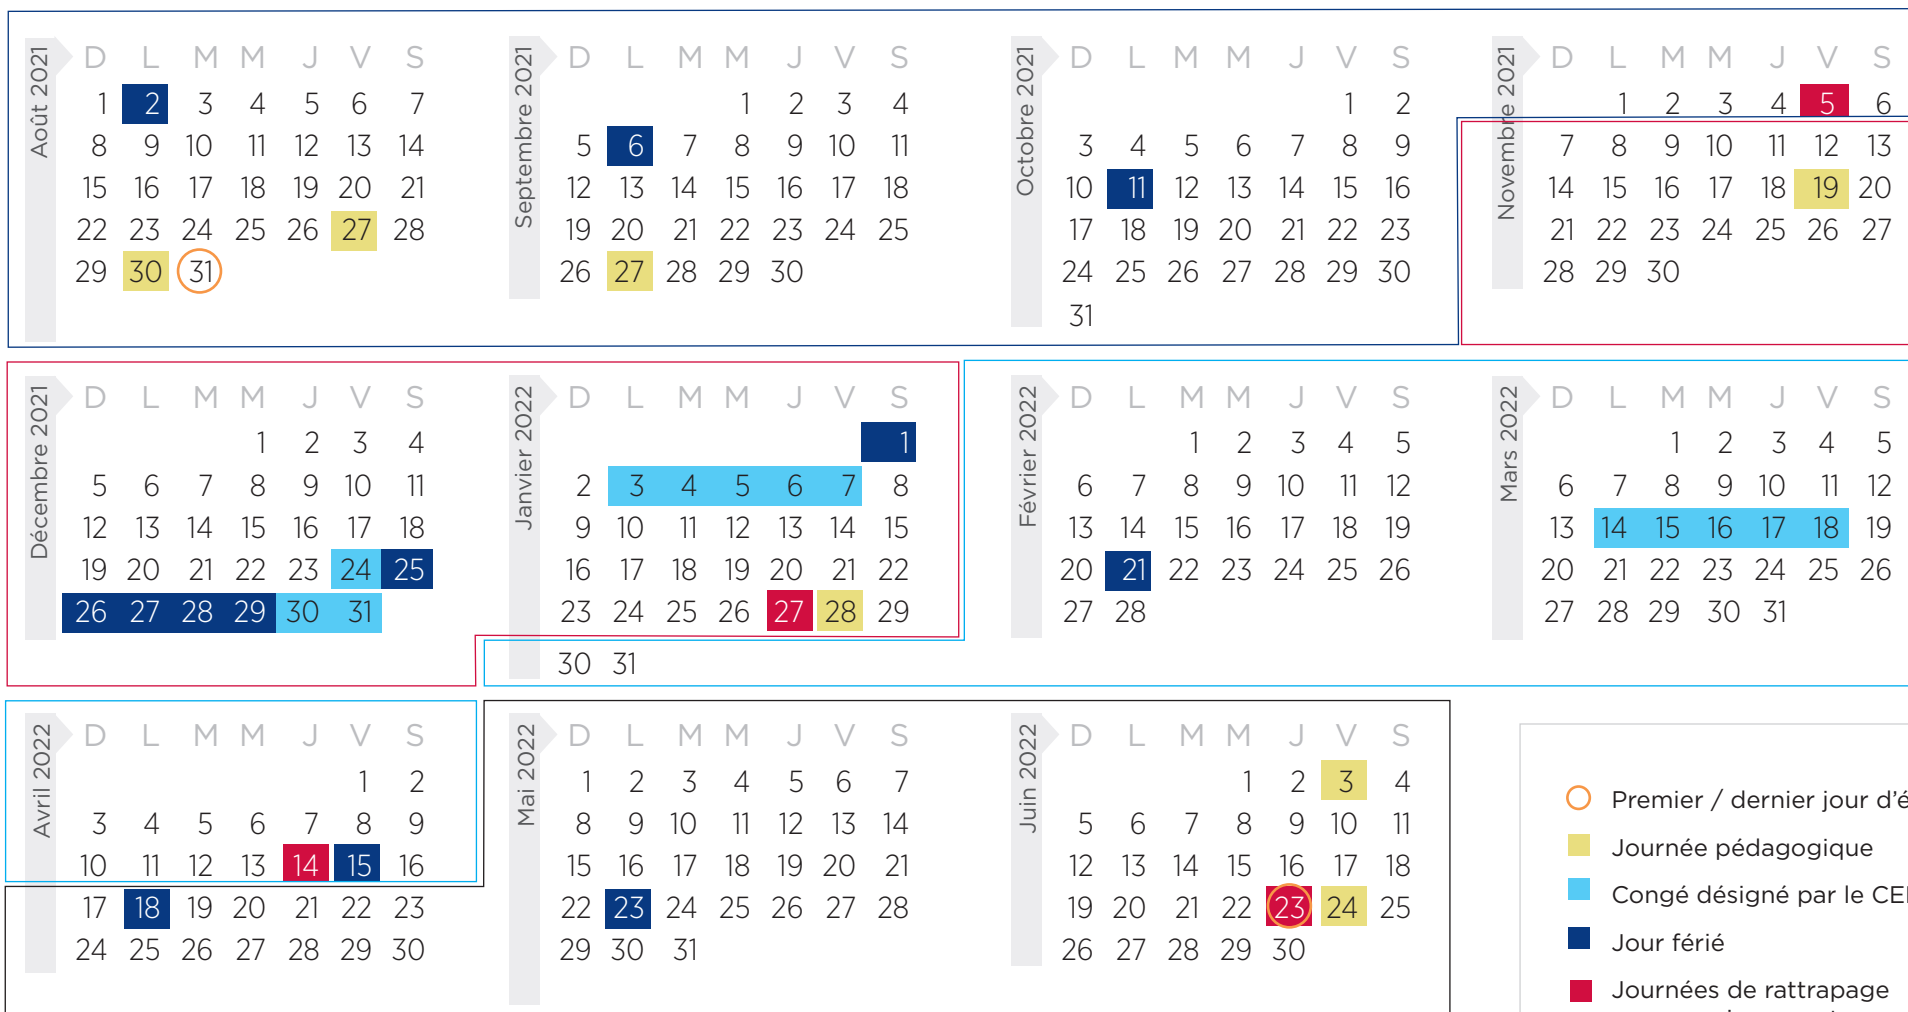 Août 2021
D L M M J V S
1 2 3 4 5 6 7
8 9 10 11 12 13 14
15 16 17 18 19 20 21
22 23 24 25 26 27 28
29 30 31
Septembre 2021
D L M M J V S
1 2 3 4
5 6 7 8 9 10 11
12 13 14 15 16 17 18
19 20 21 22 23 24 25
26 27 28 29 30
Octobre 2021
D L M M J V S
1 2
3 4 5 6 7 8 9
10 11 12 13 14 15 16
17 18 19 20 21 22 23
24 25 26 27 28 29 30
31
Novembre 2021
D L M M J V S
1 2 3 4 5 6
7 8 9 10 11 12 13
14 15 16 17 18 19 20
21 22 23 24 25 26 27
28 29 30
Décembre 2021
D L M M J V S
1 2 3 4
5 6 7 8 9 10 11
12 13 14 15 16 17 18
19 20 21 22 23 24 25
26 27 28 29 30 31
Janvier 2022
D L M M J V S
1
2 3 4 5 6 7 8
9 10 11 12 13 14 15
16 17 18 19 20 21 22
23 24 25 26 27 28 29
30 31
Février 2022
D L M M J V S
1 2 3 4 5
6 7 8 9 10 11 12
13 14 15 16 17 18 19
20 21 22 23 24 25 26
27 28
Mars 2022
D L M M J V S
1 2 3 4 5
6 7 8 9 10 11 12
13 14 15 16 17 18 19
20 21 22 23 24 25 26
27 28 29 30 31
Avril 2022
D L M M J V S
1 2
3 4 5 6 7 8 9
10 11 12 13 14 15 16
17 18 19 20 21 22 23
24 25 26 27 28 29 30
Mai 2022
D L M M J V S
1 2 3 4 5 6 7
8 9 10 11 12 13 14
15 16 17 18 19 20 21
22 23 24 25 26 27 28
29 30 31
Juin 2022
D L M M J V S
1 2 3 4
5 6 7 8 9 10 11
12 13 14 15 16 17 18
19 20 21 22 23 24 25
26 27 28 29 30
Premier / dernier jour d'é
Journée pédagogique
Congé désigné par le
Jour férié
Journées de rattrapage